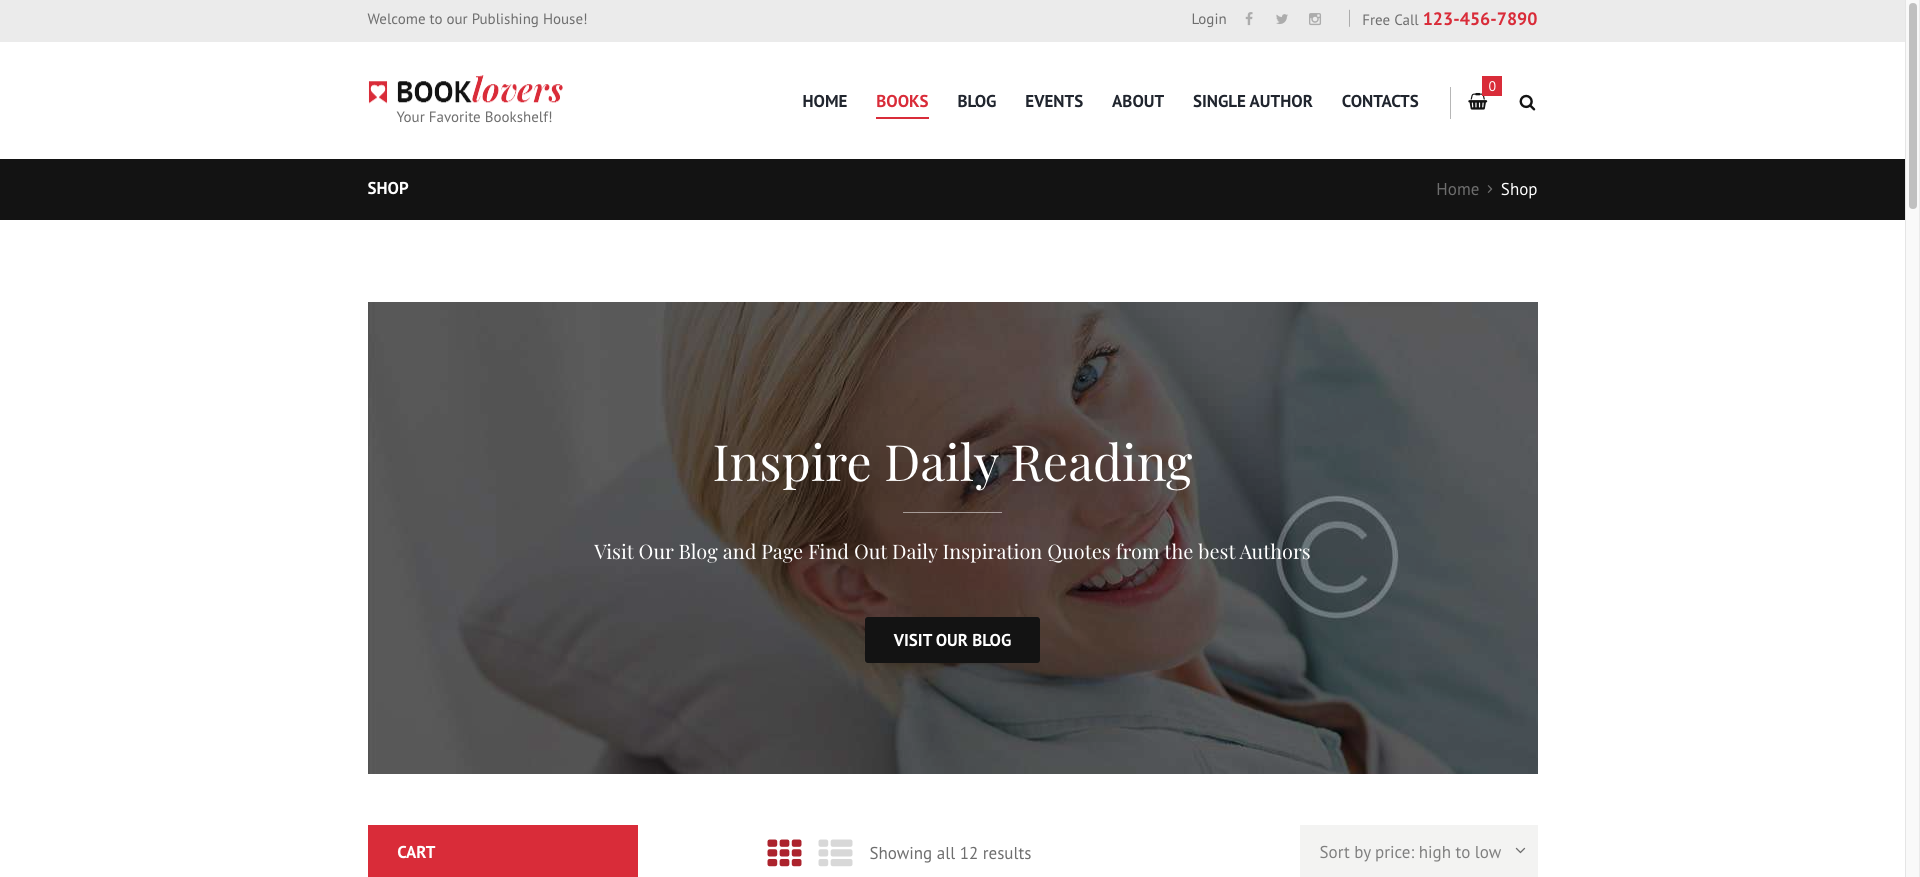 Welcome to our Publishing House!
Login
Free Call 123-456-7890
BOOKlovers
Your Favorite Bookshelf!
HOME BOOKS BLOG EVENTS ABOUT SINGLE AUTHOR CONTACTS
0
SHOP
Home › Shop
Inspire Daily Reading
Visit Our Blog and Page Find Out Daily Inspiration Quotes from the best Authors
VISIT OUR BLOG
CART
Showing all 12 results
Sort by price: high to low